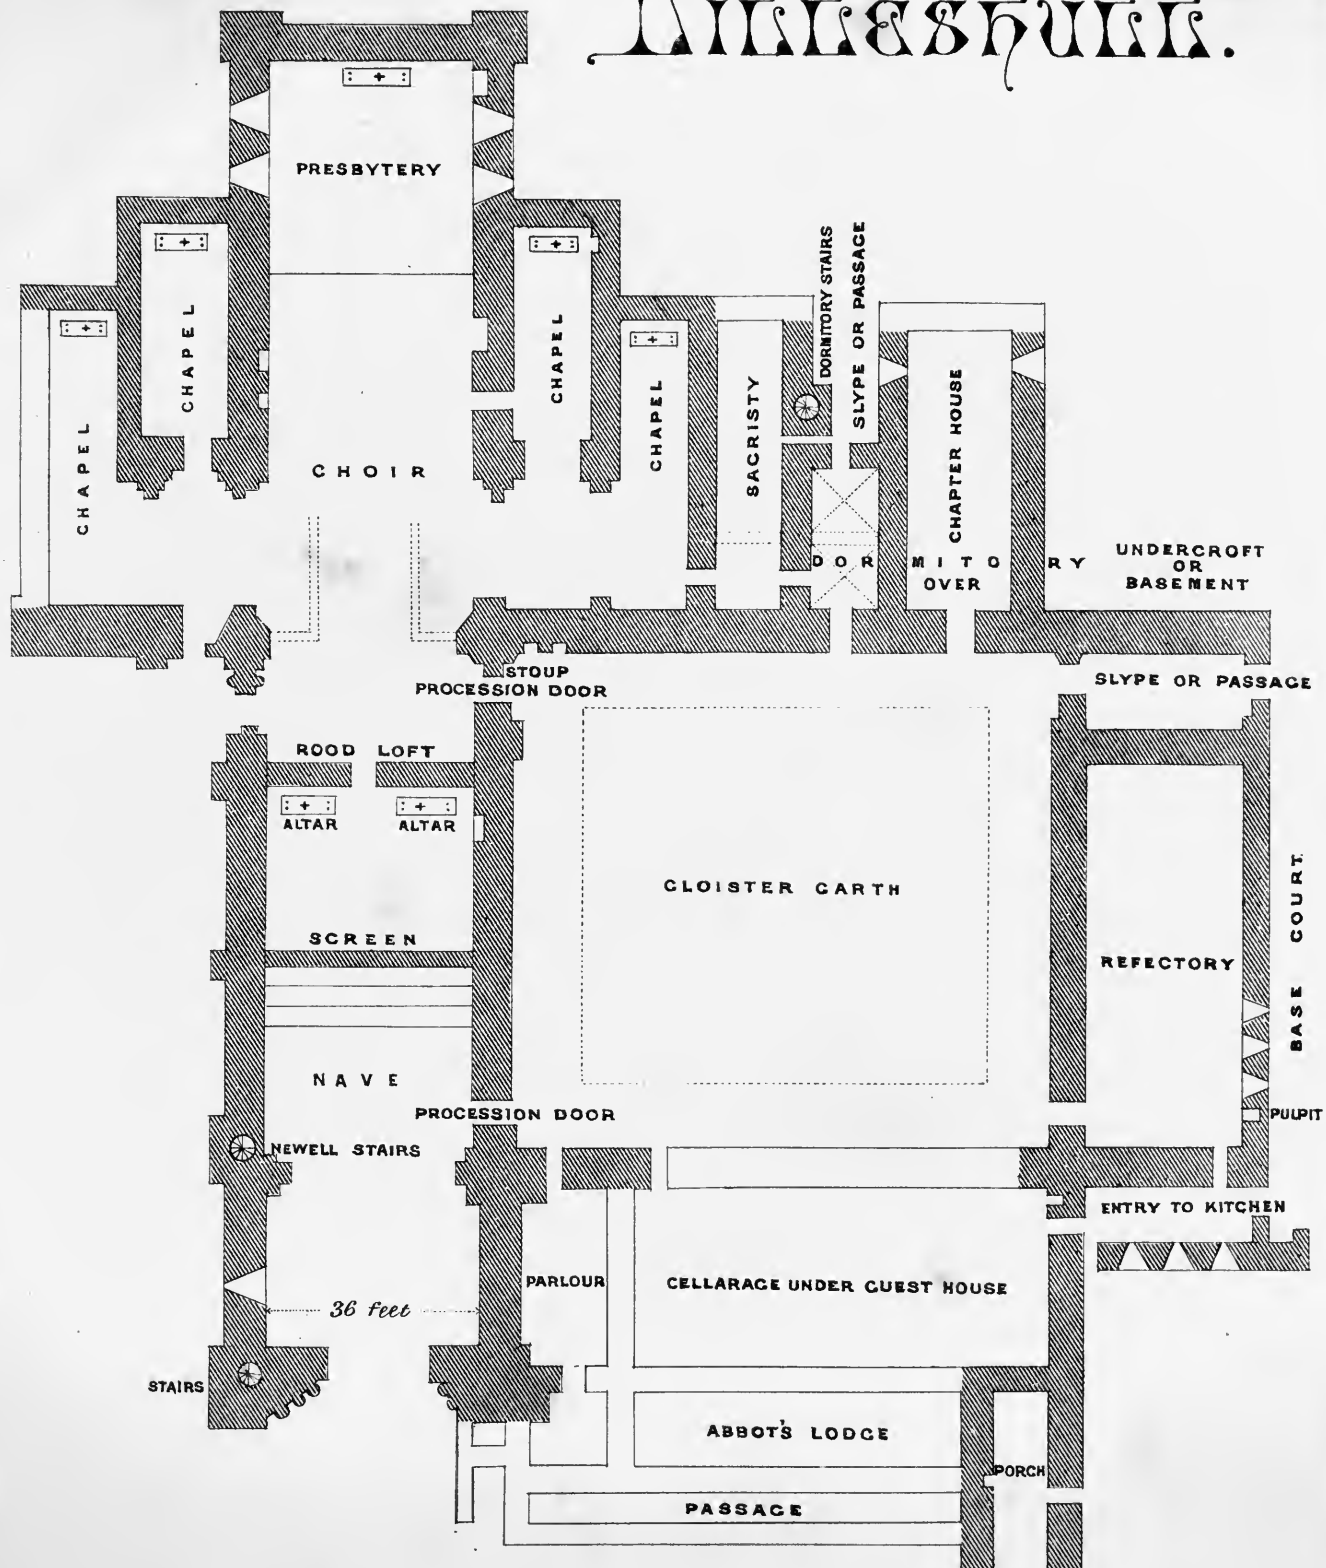 LILLESHULL.
PRESBYTERY
CHAPEL
CHAPEL
CHOIR
CHAPEL
CHAPEL
SACRISTY
DORMITORY STAIRS
SLYPE OR PASSAGE
CHAPTER HOUSE
DORMITORY
OVER
UNDERCROFT
OR
BASEMENT
STOUP
PROCESSION DOOR
SLYPE OR PASSAGE
ROOD LOFT
ALTAR
ALTAR
CLOISTER GARTH
SCREEN
REFECTORY
BASE COURT.
NAVE
PROCESSION DOOR
PULPIT
NEWELL STAIRS
ENTRY TO KITCHEN
PARLOUR
CELLARAGE UNDER GUEST HOUSE
36 feet
STAIRS
ABBOT'S LODGE
PORCH
PASSAGE